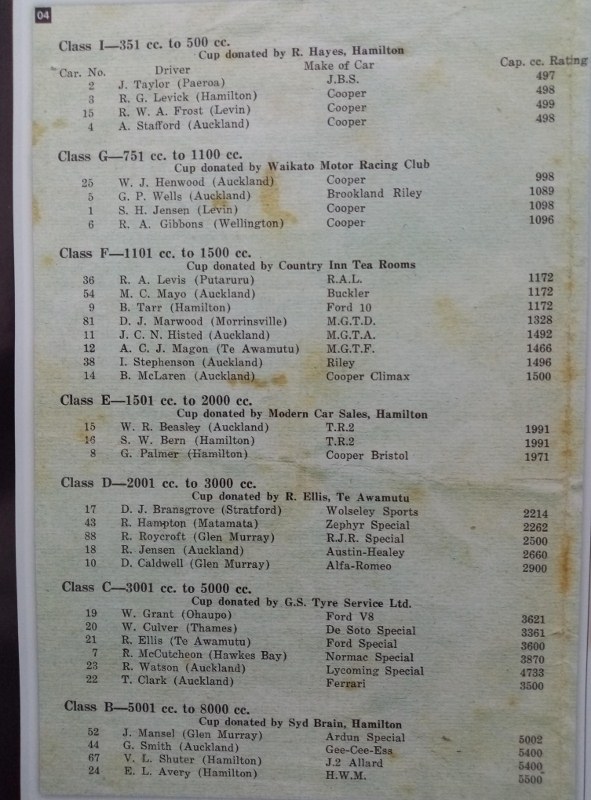 04
Class I—351 cc. to 500 cc.
Cup donated by R. Hayes, Hamilton
Car. No. Driver Make of Car Cap. cc. Rating
2 J. Taylor (Paeroa) J.B.S. 497
3 R. G. Levick (Hamilton) Cooper 498
15 R. W. A. Frost (Levin) Cooper 499
4 A. Stafford (Auckland) Cooper 498
Class G—751 cc. to 1100 cc.
Cup donated by Waikato Motor Racing Club
25 W. J. Henwood (Auckland) Cooper 998
5 G. P. Wells (Auckland) Brookland Riley 1089
1 S. H. Jensen (Levin) Cooper 1098
6 R. A. Gibbons (Wellington) Cooper 1096
Class F—1101 cc. to 1500 cc.
Cup donated by Country Inn Tea Rooms
36 R. A. Levis (Putaruru) R.A.L. 1172
54 M. C. Mayo (Auckland) Buckler 1172
9 B. Tarr (Hamilton) Ford 10 1172
81 D. J. Marwood (Morrinsville) M.G.T.D. 1328
11 J. C. N. Histed (Auckland) M.G.T.A. 1492
12 A. C. J. Magon (Te Awamutu) M.G.T.F. 1466
38 I. Stephenson (Auckland) Riley 1496
14 B. McLaren (Auckland) Cooper Climax 1500
Class E—1501 cc. to 2000 cc.
Cup donated by Modern Car Sales, Hamilton
15 W. R. Beasley (Auckland) T.R.2 1991
16 S. W. Bern (Hamilton) T.R.2 1991
8 G. Palmer (Hamilton) Cooper Bristol 1971
Class D—2001 cc. to 3000 cc.
Cup donated by R. Ellis, Te Awamutu
17 D. J. Bransgrove (Stratford) Wolseley Sports 2214
43 R. Hampton (Matamata) Zephyr Special 2262
88 R. Roycroft (Glen Murray) R.J.R. Special 2500
18 R. Jensen (Auckland) Austin-Healey 2660
10 D. Caldwell (Glen Murray) Alfa-Romeo 2900
Class C—3001 cc. to 5000 cc.
Cup donated by G.S. Tyre Service Ltd.
19 W. Grant (Ohaupo) Ford V8 3621
20 W. Culver (Thames) De Soto Special 3361
21 R. Ellis (Te Awamutu) Ford Special 3600
7 R. McCutcheon (Hawkes Bay) Normac Special 3870
23 R. Watson (Auckland) Lycoming Special 4733
22 T. Clark (Auckland) Ferrari 3500
Class B—5001 cc. to 8000 cc.
Cup donated by Syd Brain, Hamilton
52 J. Mansel (Glen Murray) Ardun Special 5002
44 G. Smith (Auckland) Gee-Cee-Ess 5400
67 V. L. Shuter (Hamilton) J.2 Allard 5400
24 E. L. Avery (Hamilton) H.W.M. 5500